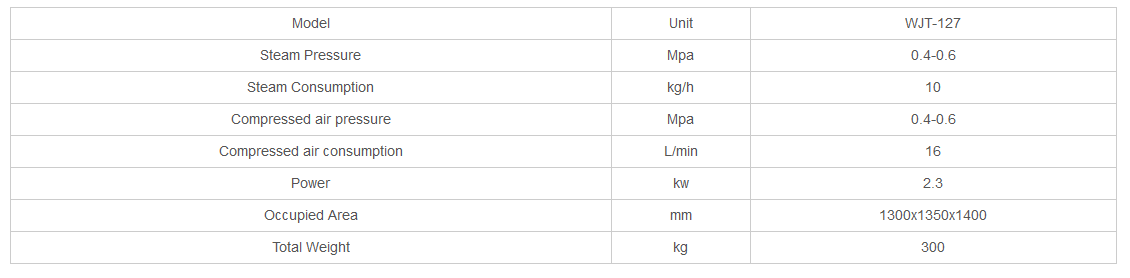 Model Unit WJT-127
Steam Pressure Mpa 0.4-0.6
Steam Consumption kg/h 10
Compressed air pressure Mpa 0.4-0.6
Compressed air consumption L/min 16
Power kw 2.3
Occupied Area mm 1300x1350x1400
Total Weight kg 300